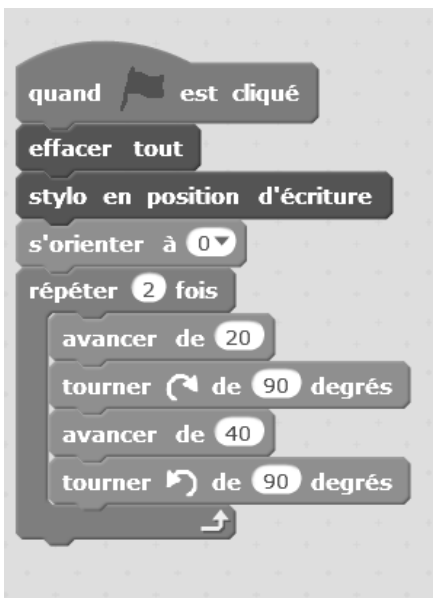 quand est cliqué
effacer tout
stylo en position d'écriture
s'orienter à 0
répéter 2 fois
avancer de 20
tourner de 90 degrés
avancer de 40
tourner de 90 degrés